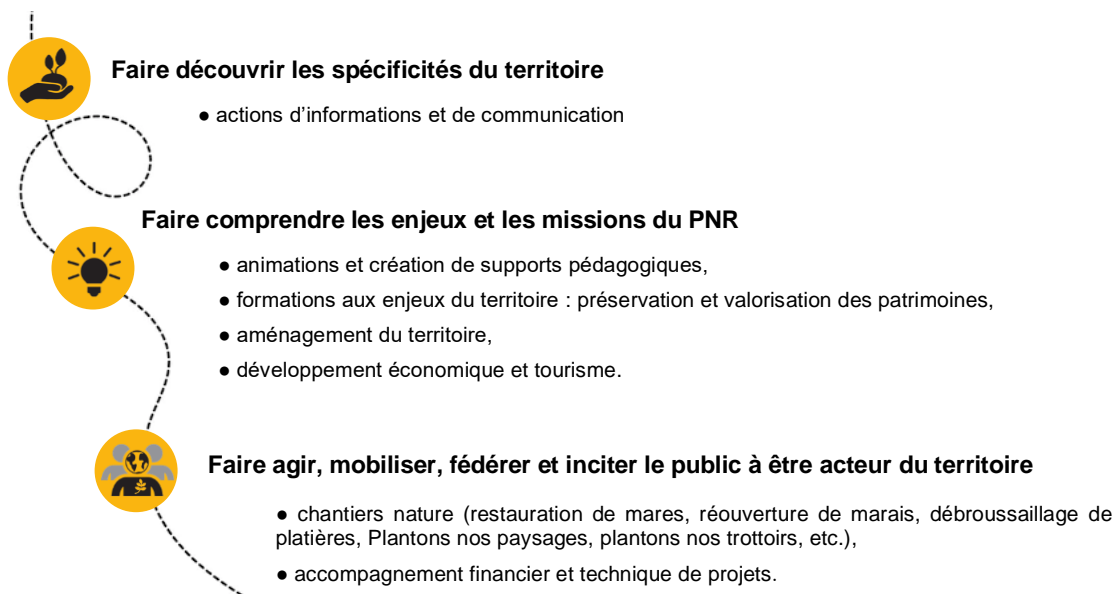 Faire découvrir les spécificités du territoire
● actions d’informations et de communication
Faire comprendre les enjeux et les missions du PNR
● animations et création de supports pédagogiques,
● formations aux enjeux du territoire : préservation et valorisation des patrimoines,
● aménagement du territoire,
● développement économique et tourisme.
Faire agir, mobiliser, fédérer et inciter le public à être acteur du territoire
● chantiers nature (restauration de mares, réouverture de marais, débroussaillage de
platières, Plantons nos paysages, plantons nos trottoirs, etc.),
● accompagnement financier et technique de projets.